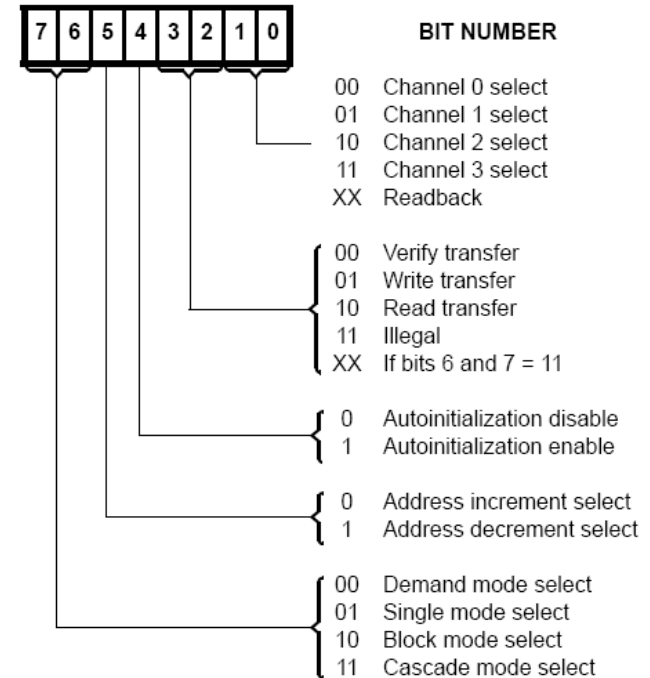 7 6 5 4 3 2 1 0 BIT NUMBER
00 Channel 0 select
01 Channel 1 select
10 Channel 2 select
11 Channel 3 select
XX Readback
00 Verify transfer
01 Write transfer
10 Read transfer
11 Illegal
XX If bits 6 and 7 = 11
0 Autoinitialization disable
1 Autoinitialization enable
0 Address increment select
1 Address decrement select
00 Demand mode select
01 Single mode select
10 Block mode select
11 Cascade mode select